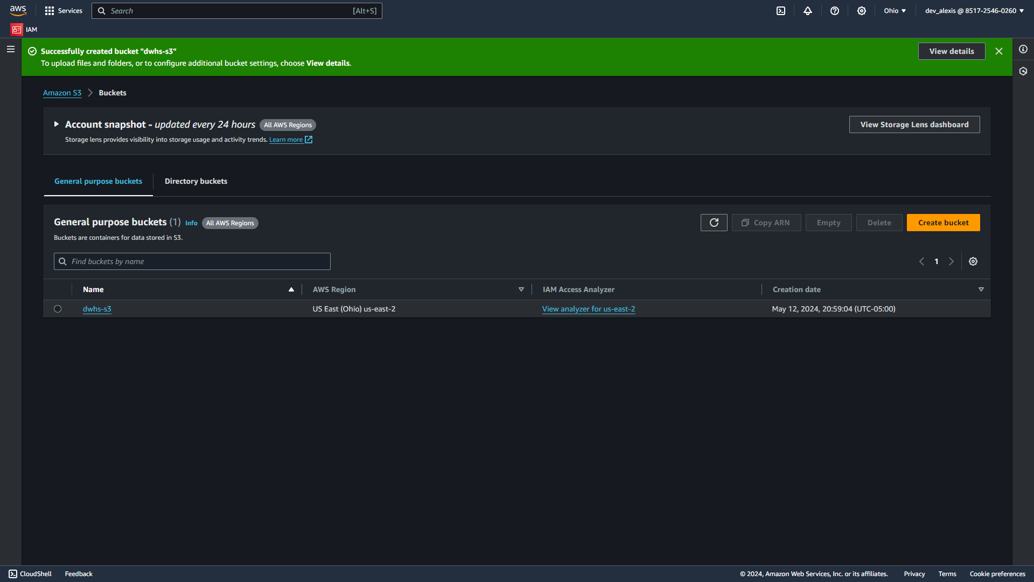 aws Services Search [Alt+S] Ohio dev_alexis @ 8517-2546-0260
IAM
Successfully created bucket "dwhs-s3"
To upload files and folders, or to configure additional bucket settings, choose View details.
View details
Amazon S3 Buckets
Account snapshot - updated every 24 hours All AWS Regions
Storage lens provides visibility into storage usage and activity trends. Learn more
View Storage Lens dashboard
General purpose buckets Directory buckets
General purpose buckets (1) Info All AWS Regions
Buckets are containers for data stored in S3.
Copy ARN Empty Delete Create bucket
Find buckets by name
1
Name AWS Region IAM Access Analyzer Creation date
dwhs-s3 US East (Ohio) us-east-2 View analyzer for us-east-2 May 12, 2024, 20:59:04 (UTC-05:00)
CloudShell Feedback © 2024, Amazon Web Services, Inc. or its affiliates. Privacy Terms Cookie preferences